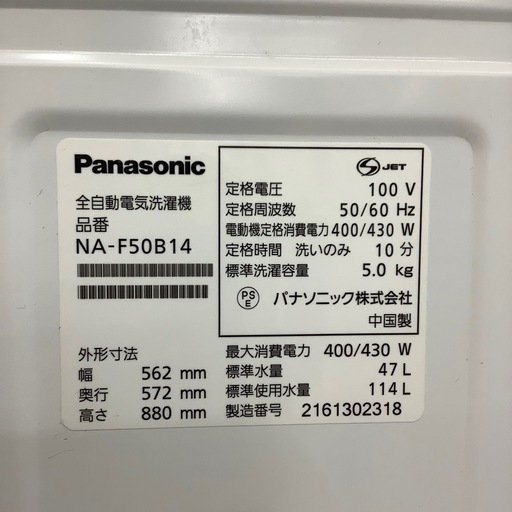 Panasonic
全自動電気洗濯機
品番
NA-F50B14
外形寸法
幅 562 mm
奥行 572 mm
高さ 880 mm
S JET
定格電圧 100 V
定格周波数 50/60 Hz
電動機定格消費電力 400/430 W
定格時間 洗いのみ 10 分
標準洗濯容量 5.0 kg
PS
E
パナソニック株式会社
中国製
最大消費電力 400/430 W
標準水量 47 L
標準使用水量 114 L
製造番号 2161302318